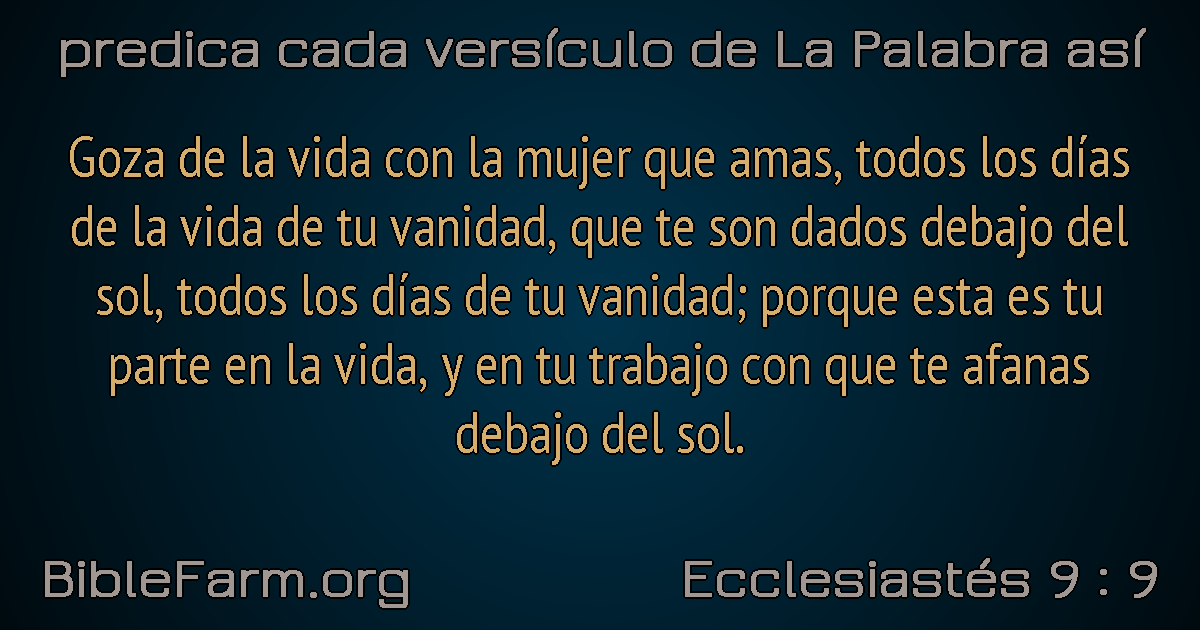 predica cada versículo de La Palabra así
Goza de la vida con la mujer que amas, todos los días
de la vida de tu vanidad, que te son dados debajo del
sol, todos los días de tu vanidad; porque esta es tu
parte en la vida, y en tu trabajo con que te afanas
debajo del sol.
BibleFarm.org
Ecclesiastés 9 : 9